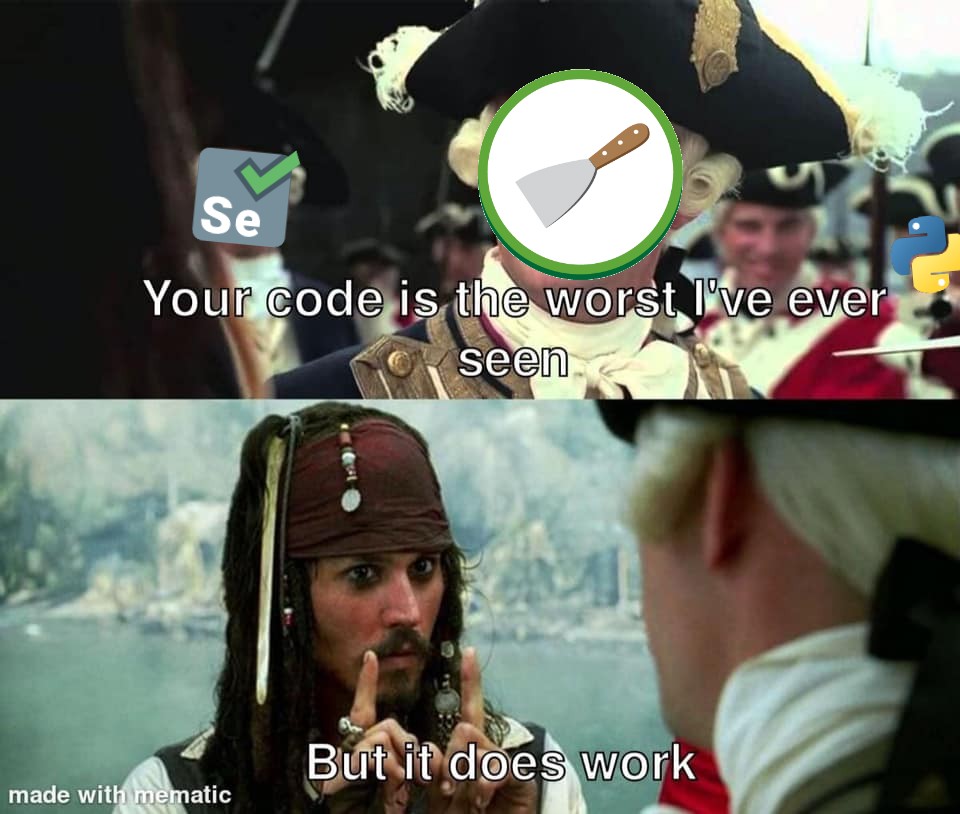 Se
Your code is the worst I've ever
seen
But it does work
made with mematic